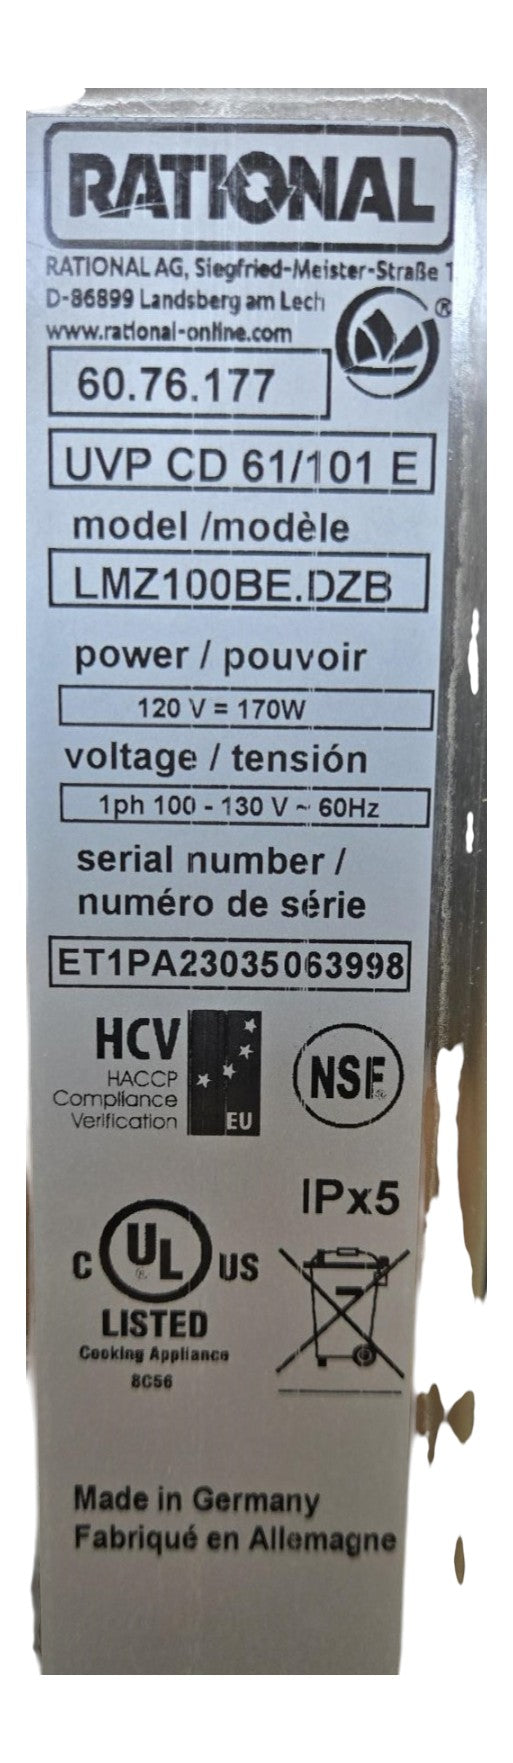 RATIONAL
RATIONAL AG, Siegfried-Meister-Straße 1
D-86899 Landsberg am Lech
www.rational-online.com
®
60.76.177
UVP CD 61/101 E
model /modèle
LMZ100BE.DZB
power / pouvoir
120 V = 170W
voltage / tensión
1ph 100 - 130 V ~ 60Hz
serial number /
numéro de série
ET1PA23035063998
HCV
HACCP
Compliance
Verification
EU
NSF
®
IPx5
C UL US
®
LISTED
Cooking Appliance
8C56
Made in Germany
Fabriqué en Allemagne